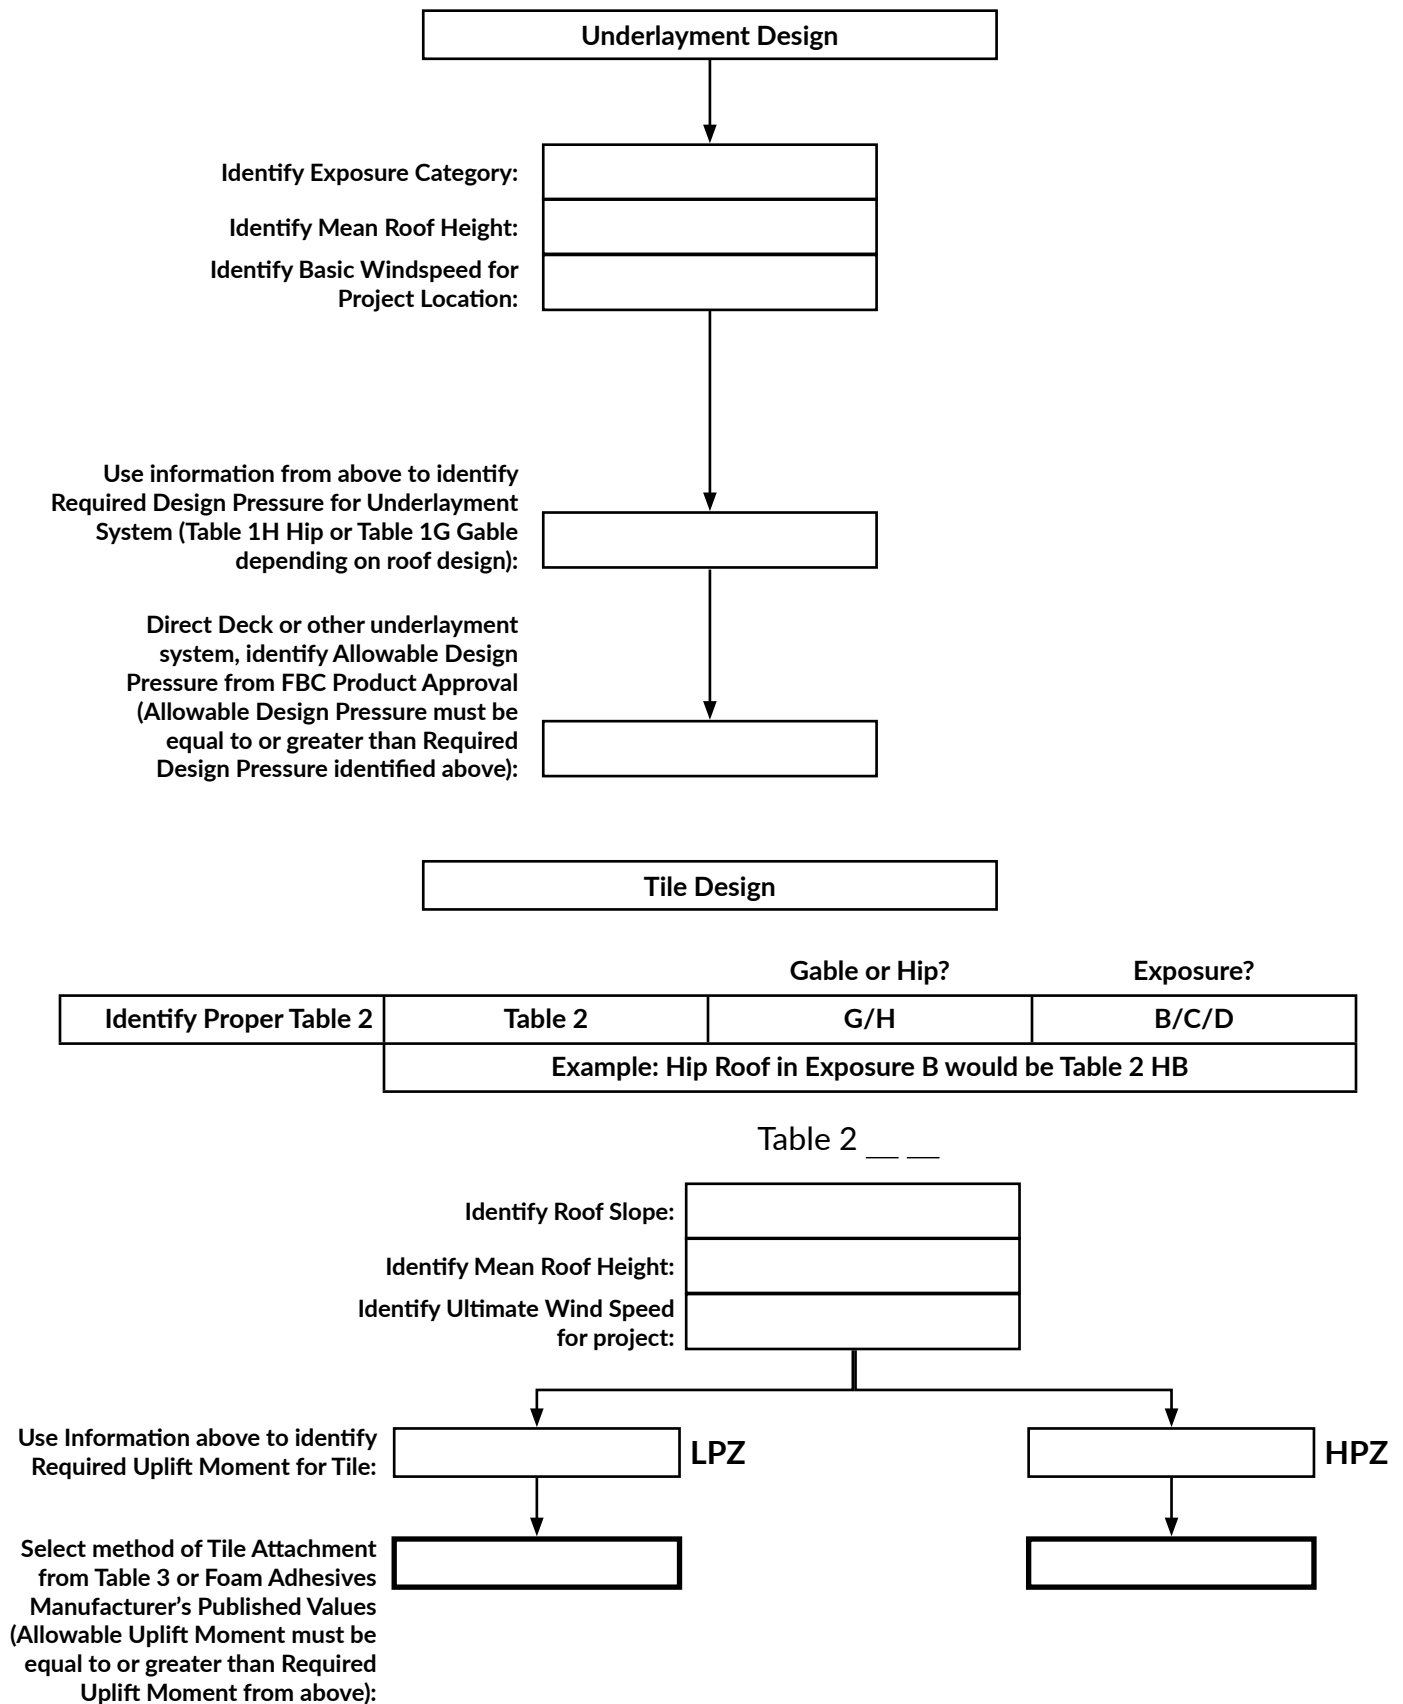 Underlayment Design
Identify Exposure Category:
Identify Mean Roof Height:
Identify Basic Windspeed for
Project Location:
Use information from above to identify
Required Design Pressure for Underlayment
System (Table 1H Hip or Table 1G Gable
depending on roof design):
Direct Deck or other underlayment
system, identify Allowable Design
Pressure from FBC Product Approval
(Allowable Design Pressure must be
equal to or greater than Required
Design Pressure identified above):
Tile Design
Gable or Hip? Exposure?
Identify Proper Table 2 Table 2 G/H B/C/D
Example: Hip Roof in Exposure B would be Table 2 HB
Table 2 __ __
Identify Roof Slope:
Identify Mean Roof Height:
Identify Ultimate Wind Speed
for project:
Use Information above to identify
Required Uplift Moment for Tile:
LPZ HPZ
Select method of Tile Attachment
from Table 3 or Foam Adhesives
Manufacturer’s Published Values
(Allowable Uplift Moment must be
equal to or greater than Required
Uplift Moment from above):